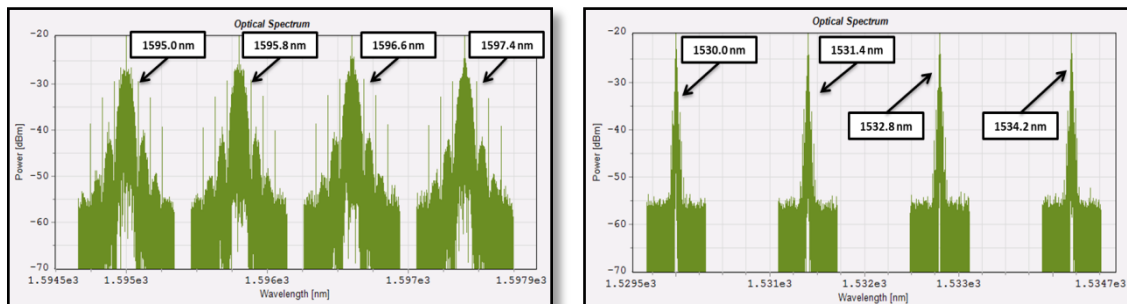 Optical Spectrum
1595.0 nm
1595.8 nm
1596.6 nm
1597.4 nm
Power [dBm]
-20
-30
-40
-50
-60
-70
1.5945e3 1.595e3 1.596e3 1.597e3 1.5979e3
Wavelength [nm]
Optical Spectrum
1530.0 nm
1531.4 nm
1532.8 nm
1534.2 nm
Power [dBm]
-20
-30
-40
-50
-60
-70
1.5295e3 1.531e3 1.532e3 1.533e3 1.5347e3
Wavelength [nm]